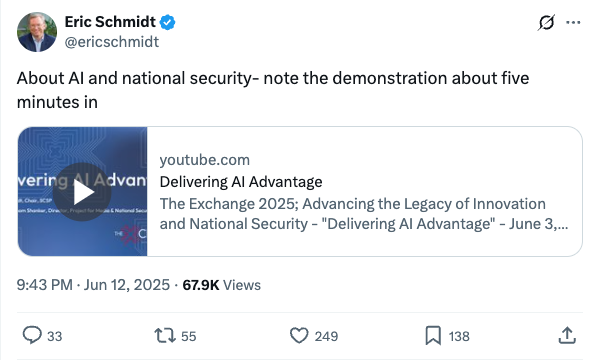 Eric Schmidt
@ericschmidt
About AI and national security- note the demonstration about five
minutes in
vering AI Advan
youtube.com
Delivering AI Advantage
The Exchange 2025; Advancing the Legacy of Innovation
and National Security - "Delivering AI Advantage" - June 3,...
9:43 PM · Jun 12, 2025 · 67.9K Views
33 55 249 138